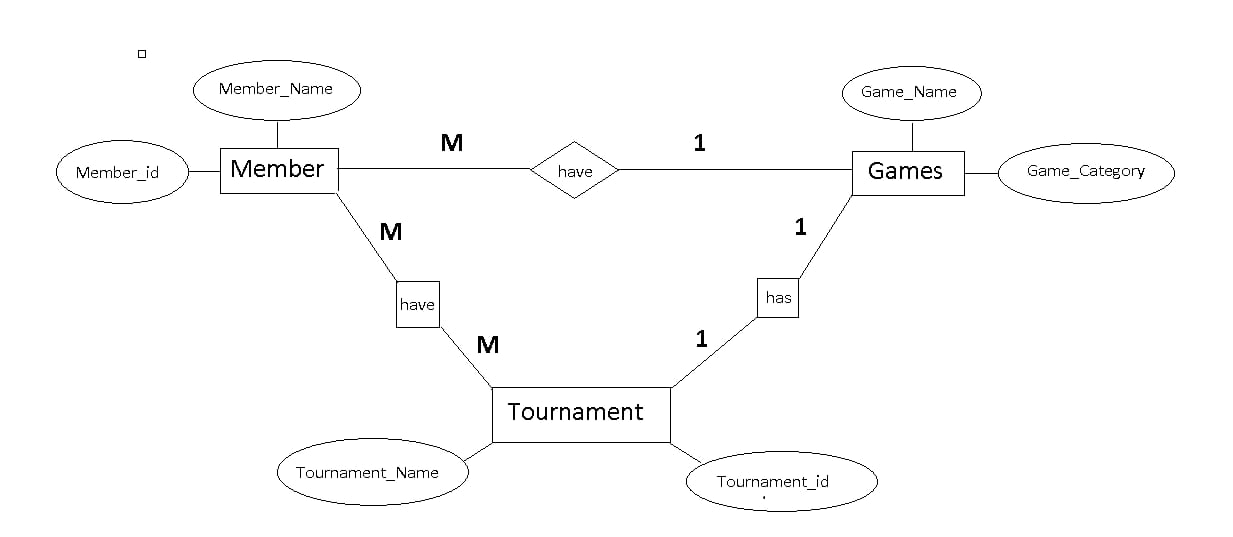 Member_Name
Game_Name
M
1
Member_id
Member
have
Games
Game_Category
M
1
have
has
M
1
Tournament
Tournament_Name
Tournament_id